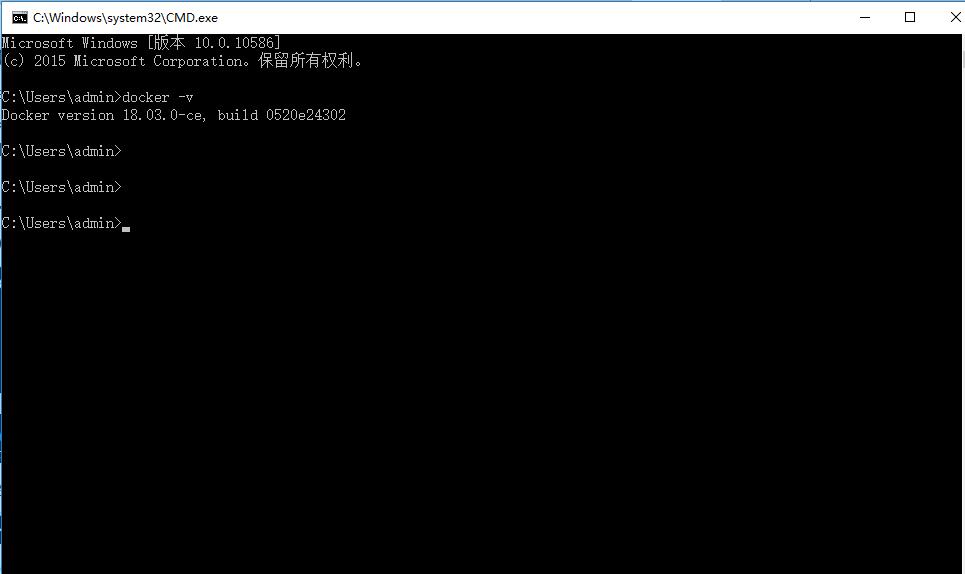 C:\Windows\system32\CMD.exe
Microsoft Windows [版本 10.0.10586]
(c) 2015 Microsoft Corporation。保留所有权利。
C:\Users\admin>docker -v
Docker version 18.03.0-ce, build 0520e24302
C:\Users\admin>
C:\Users\admin>
C:\Users\admin>